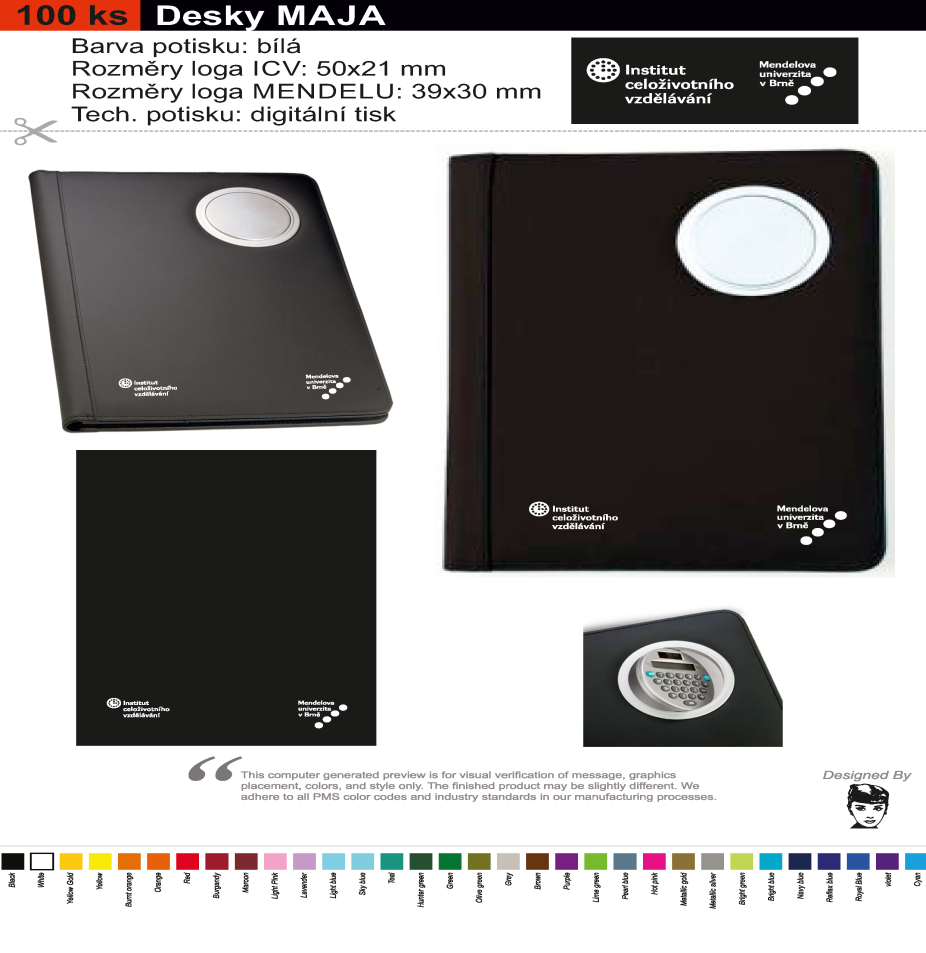 100 ks Desky MAJA
Barva potisku: bílá
Rozměry loga ICV: 50x21 mm
Rozměry loga MENDELU: 39x30 mm
Tech. potisku: digitální tisk
Institut
celoživotního
vzdělávání
Mendelova
univerzita
v Brně
Institut
celoživotního
vzdělávání
Mendelova
univerzita
v Brně
Institut
celoživotního
vzdělávání
Mendelova
univerzita
v Brně
Institut
celoživotního
vzdělávání
Mendelova
univerzita
v Brně
This computer generated preview is for visual verification of message, graphics
placement, colors, and style only. The finished product may be slightly different. We
adhere to all PMS color codes and industry standards in our manufacturing processes.
Designed By
Black
White
Yellow Gold
Yellow
Burnt orange
Orange
Red
Burgandy
Maroon
Light Pink
Lavender
Light blue
Sky blue
Teal
Hunter green
Green
Olive green
Grey
Brown
Purple
Lime green
Pearl blue
Hot pink
Metallic gold
Metallic silver
Bright green
Bright blue
Navy blue
Reflex blue
Royal Blue
violet
Cyan